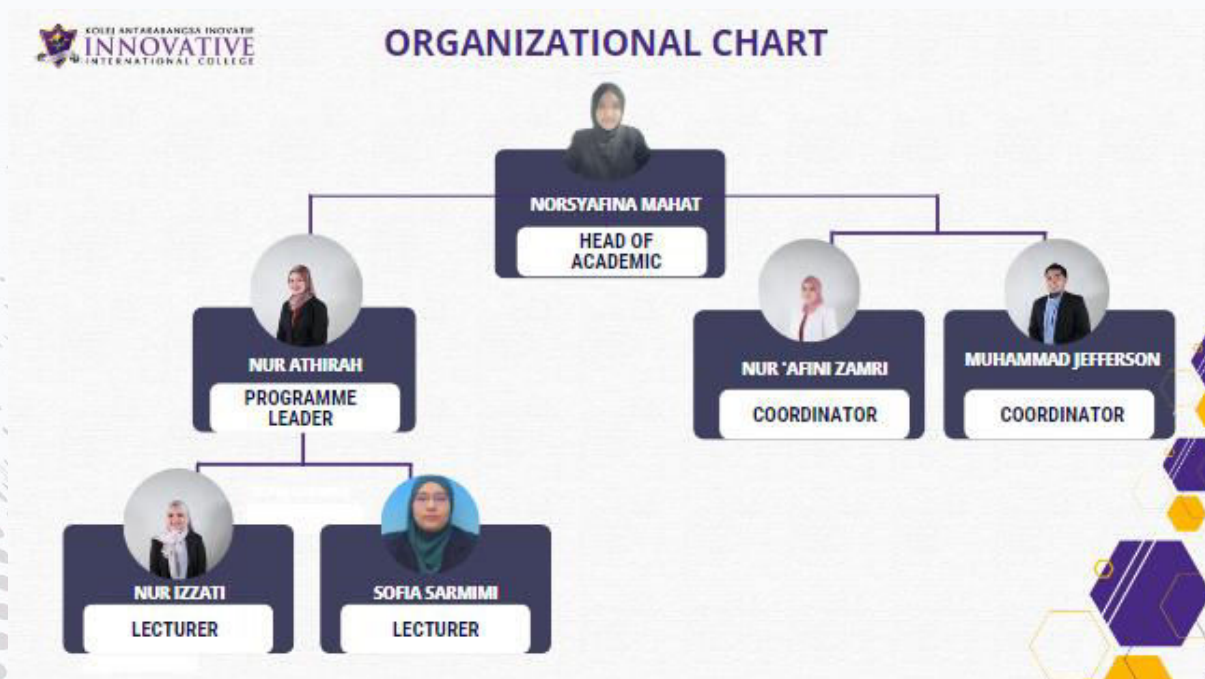 KOLEJ ANTARABANGSA INOVATIF
INNOVATIVE
INTERNATIONAL COLLEGE
ORGANIZATIONAL CHART
NORSYAFINA MAHAT
HEAD OF
ACADEMIC
NUR ATHIRAH
PROGRAMME
LEADER
NUR 'AFINI ZAMRI
COORDINATOR
MUHAMMAD JEFFERSON
COORDINATOR
NUR IZZATI
LECTURER
SOFIA SARMIMI
LECTURER